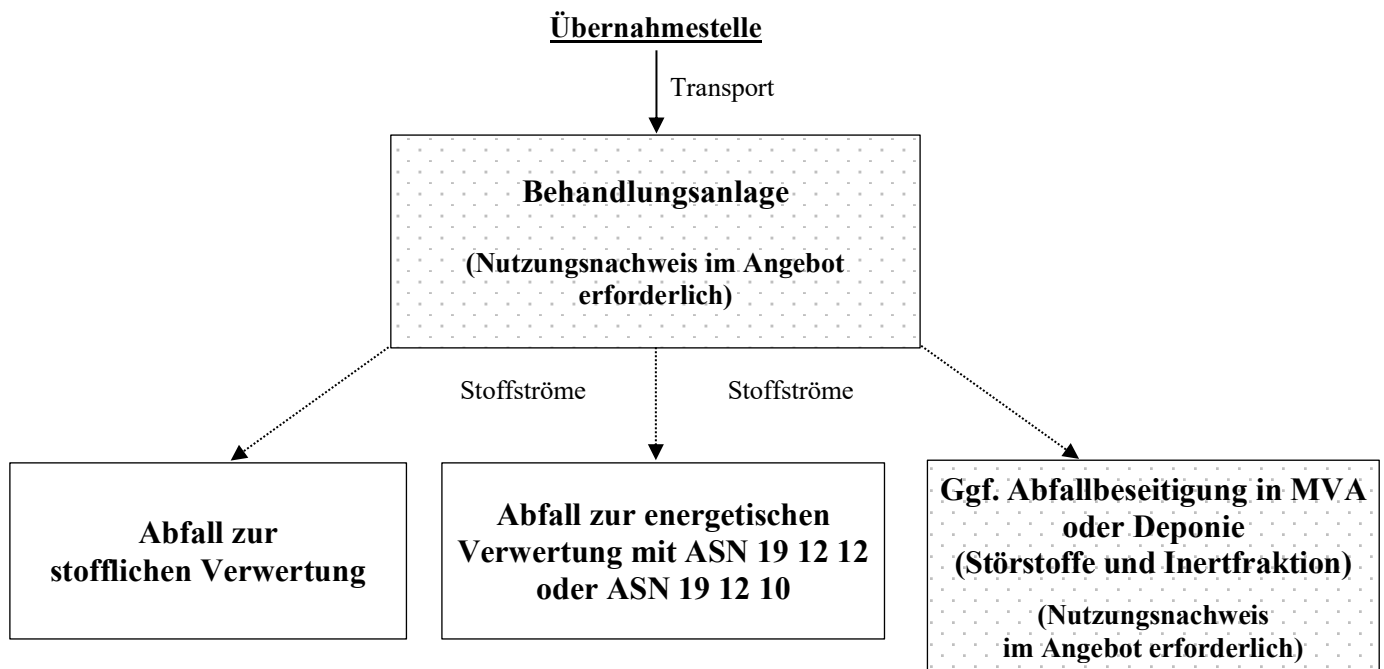 Übernahmestelle
Transport
Behandlungsanlage
(Nutzungsnachweis im Angebot
erforderlich)
Stoffströme
Stoffströme
Abfall zur
stofflichen Verwertung
Abfall zur energetischen
Verwertung mit ASN 19 12 12
oder ASN 19 12 10
Ggf. Abfallbeseitigung in MVA
oder Deponie
(Störstoffe und Inertfraktion)
(Nutzungsnachweis
im Angebot erforderlich)